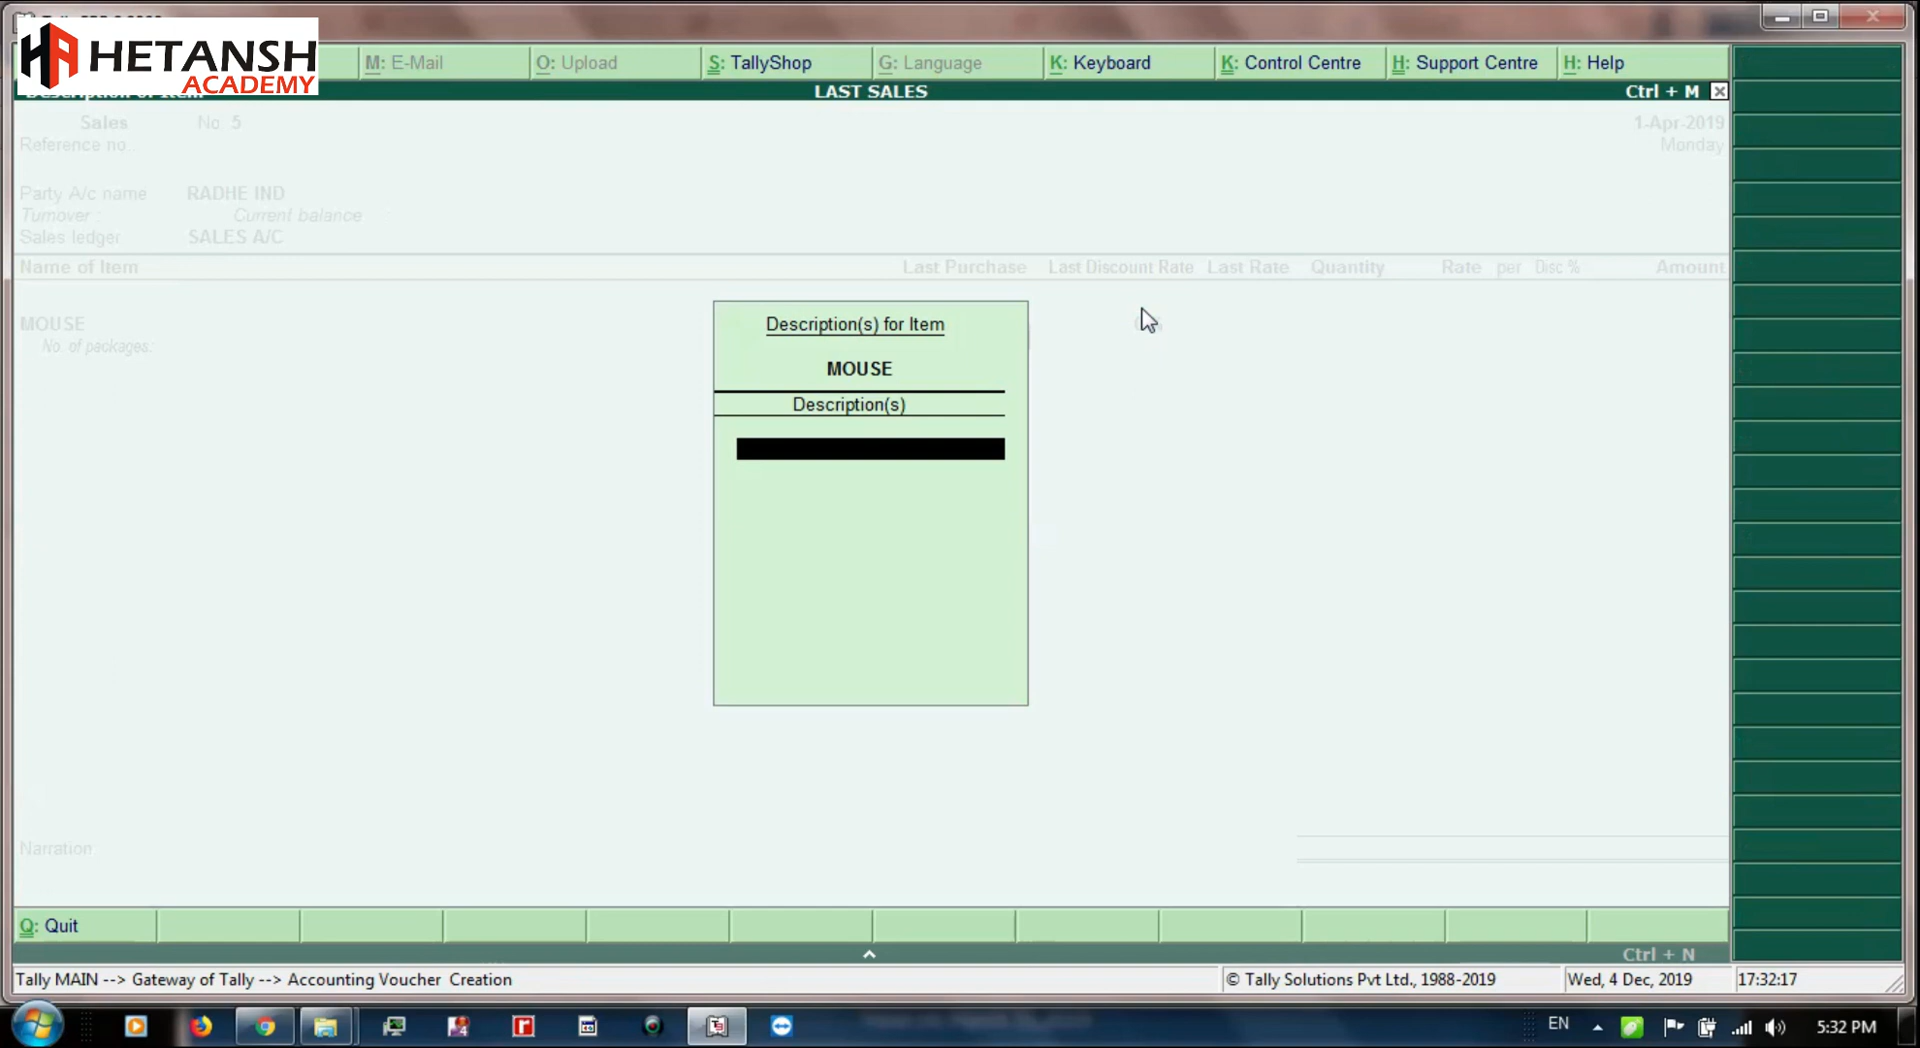 HETANSH
ACADEMY
M: E-Mail
O: Upload
S: TallyShop
G: Language
K: Keyboard
K: Control Centre
H: Support Centre
H: Help
LAST SALES
Ctrl + M
Sales No 5
1-Apr-2019
Reference no.:
Monday
Party A/c name RADHE IND
Turnover : Current balance
Sales ledger SALES A/C
Name of Item Last Purchase Last Discount Rate Last Rate Quantity Rate per Disc % Amount
Description(s) for Item
MOUSE
No. of packages:
MOUSE
Description(s)
Narration
Q: Quit
Ctrl + N
Tally MAIN --> Gateway of Tally --> Accounting Voucher Creation
© Tally Solutions Pvt Ltd., 1988-2019
Wed, 4 Dec, 2019
17:32:17
EN
5:32 PM